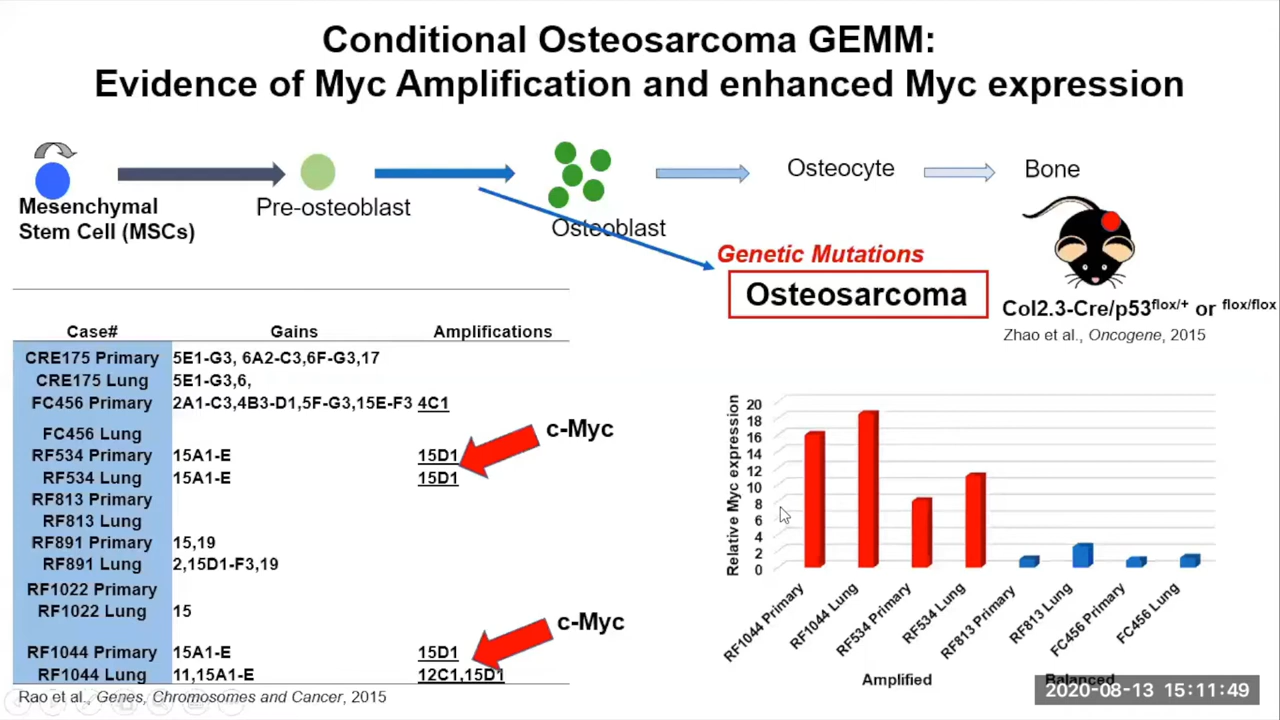 Conditional Osteosarcoma GEMM:
Evidence of Myc Amplification and enhanced Myc expression
Mesenchymal
Stem Cell (MSCs)
Pre-osteoblast
Osteoblast
Osteocyte
Bone
Genetic Mutations
Osteosarcoma
Col2.3-Cre/p53flox/+ or flox/flox
Zhao et al., Oncogene, 2015
Case# Gains Amplifications
CRE175 Primary 5E1-G3, 6A2-C3,6F-G3,17
CRE175 Lung 5E1-G3,6,
FC456 Primary 2A1-C3,4B3-D1,5F-G3,15E-F3 4C1
FC456 Lung
RF534 Primary 15A1-E 15D1
RF534 Lung 15A1-E 15D1
RF813 Primary
RF813 Lung
RF891 Primary 15,19
RF891 Lung 2,15D1-F3,19
RF1022 Primary
RF1022 Lung 15
RF1044 Primary 15A1-E 15D1
RF1044 Lung 11,15A1-E 12C1,15D1
c-Myc
c-Myc
Rao et al., Genes, Chromosomes and Cancer, 2015
Relative Myc expression
20
18
16
14
12
10
8
6
4
2
0
RF1044 Primary
RF1044 Lung
RF534 Primary
RF534 Lung
RF813 Primary
RF813 Lung
FC456 Primary
FC456 Lung
Amplified
Balanced
2020-08-13 15:11:49